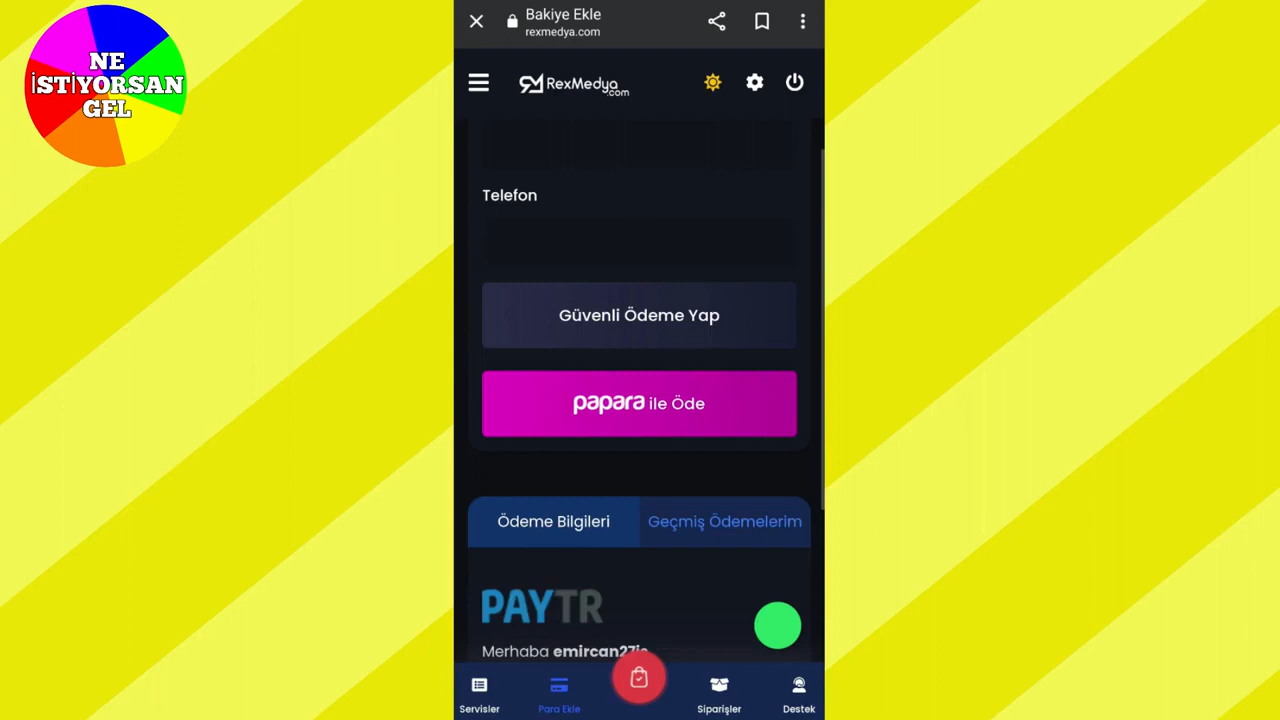 NE
İSTİYORSAN
GEL
Bakiye Ekle
rexmedya.com
RexMedya
.com
Telefon
Güvenli Ödeme Yap
papara ile Öde
Ödeme Bilgileri
Geçmiş Ödemelerim
PAYTR
Merhaba
Servisler
Para Ekle
Siparişler
Destek